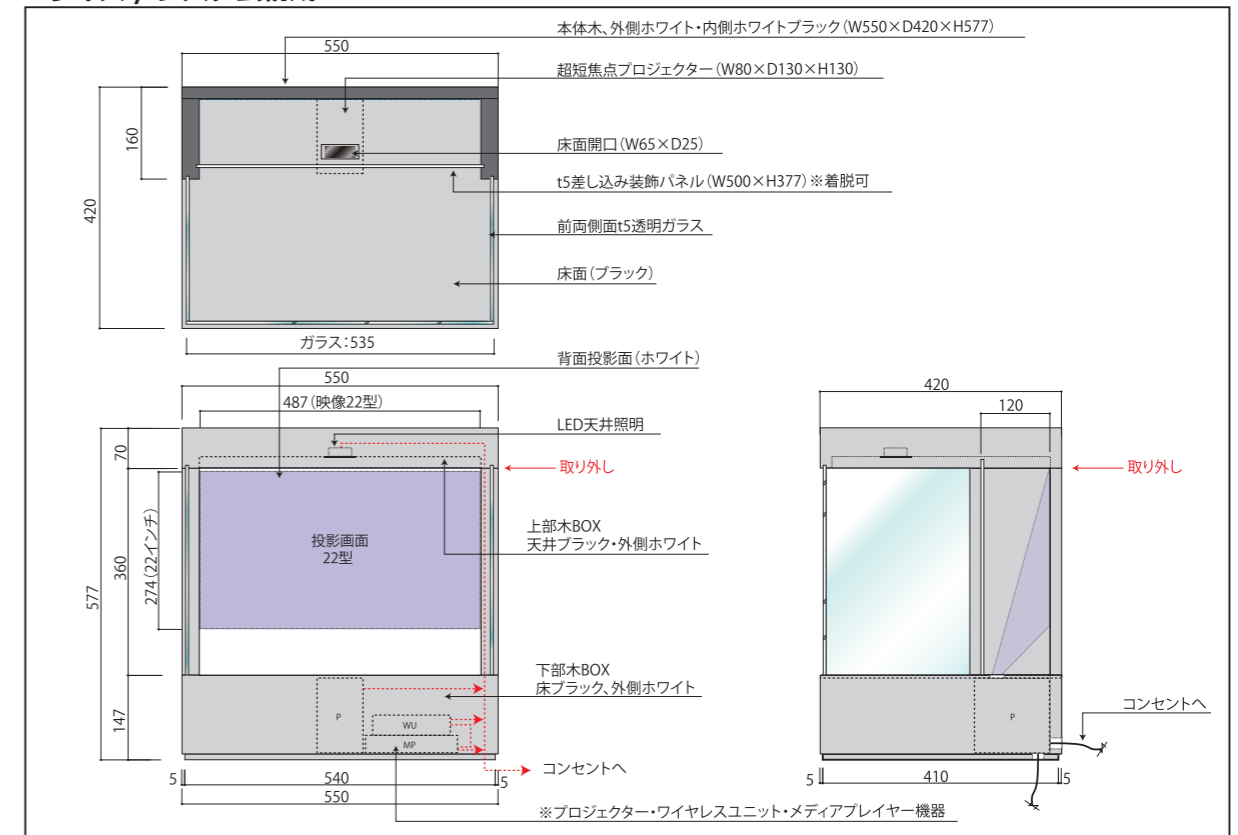 本体木、外側ホワイト・内側ホワイトブラック(W550×D420×H577)
550
超短焦点プロジェクター(W80×D130×H130)
160
床面開口(W65×D25)
t5差し込み装飾パネル(W500×H377)※着脱可
420
前両側面t5透明ガラス
床面(ブラック)
ガラス:535
背面投影面(ホワイト)
550
420
487(映像22型)
120
LED天井照明
70
取り外し
取り外し
上部木BOX
天井ブラック・外側ホワイト
投影画面
22型
274(22インチ)
360
577
下部木BOX
床ブラック、外側ホワイト
コンセントへ
147
P
WU
MP
P
コンセントへ
5
540
5
5
410
5
550
※プロジェクター・ワイヤレスユニット・メディアプレイヤー機器